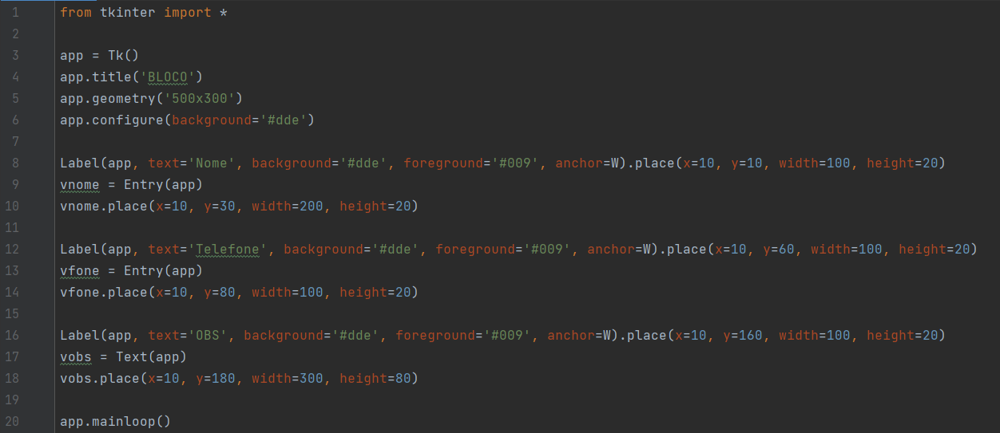 1 from tkinter import *
2
3 app = Tk()
4 app.title('BLOCO')
5 app.geometry('500x300')
6 app.configure(background='#dde')
7
8 Label(app, text='Nome', background='#dde', foreground='#009', anchor=W).place(x=10, y=10, width=100, height=20)
9 vnome = Entry(app)
10 vnome.place(x=10, y=30, width=200, height=20)
11
12 Label(app, text='Telefone', background='#dde', foreground='#009', anchor=W).place(x=10, y=60, width=100, height=20)
13 vfone = Entry(app)
14 vfone.place(x=10, y=80, width=100, height=20)
15
16 Label(app, text='OBS', background='#dde', foreground='#009', anchor=W).place(x=10, y=160, width=100, height=20)
17 vobs = Text(app)
18 vobs.place(x=10, y=180, width=300, height=80)
19
20 app.mainloop()